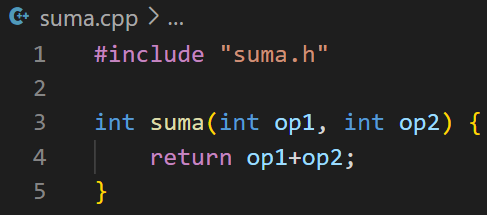 suma.cpp > ...
1 #include "suma.h"
2
3 int suma(int op1, int op2) {
4     return op1+op2;
5 }